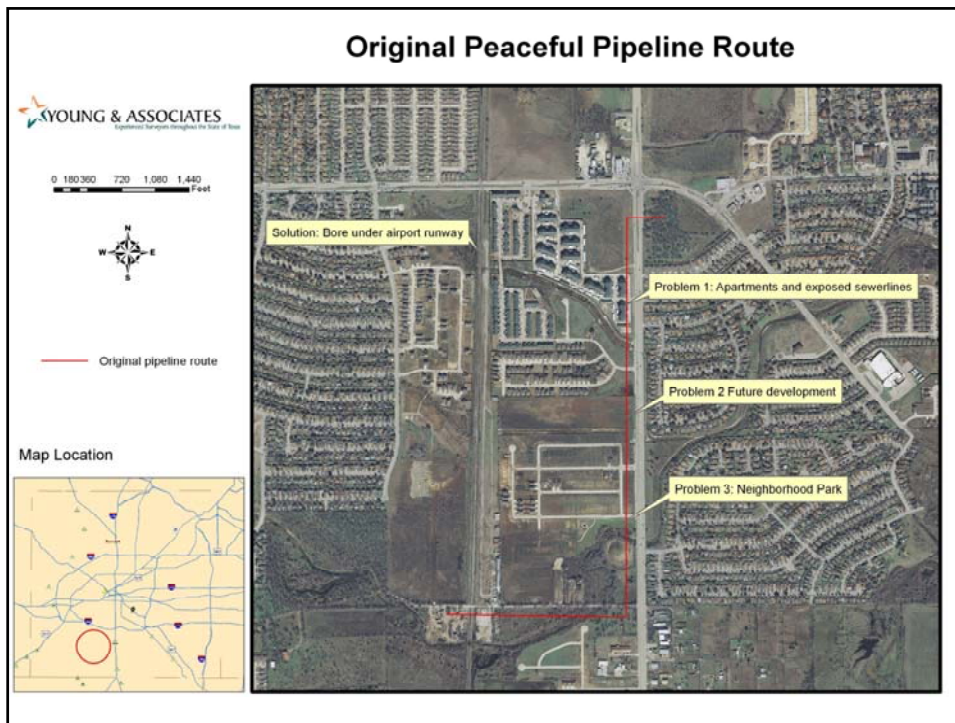 Original Peaceful Pipeline Route
YOUNG & ASSOCIATES
Experienced Surveyors throughout the State of Texas
0 180 360 720 1,080 1,440
Feet
N
W E
S
Original pipeline route
Map Location
Solution: Bore under airport runway
Problem 1: Apartments and exposed sewerlines
Problem 2 Future development
Problem 3: Neighborhood Park